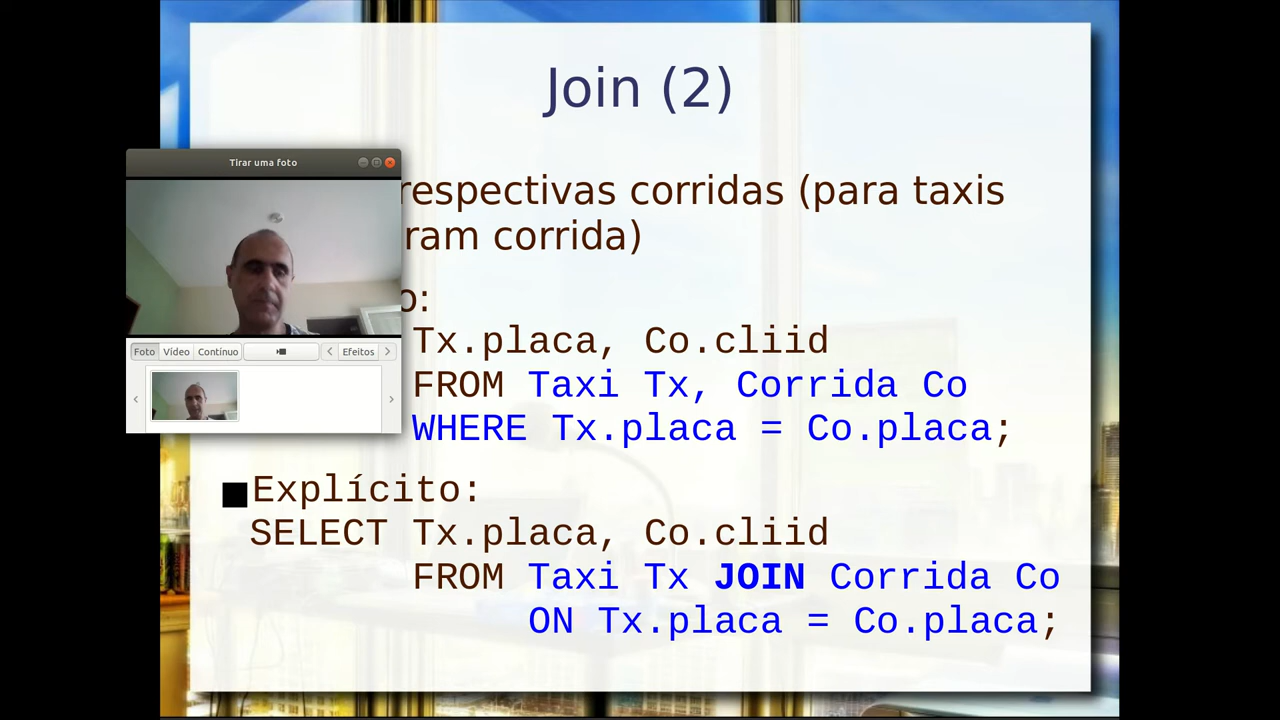 Join (2)
respectivas corridas (para taxis
ram corrida)
o:
Tx.placa, Co.cliid
FROM Taxi Tx, Corrida Co
WHERE Tx.placa = Co.placa;
Explícito:
SELECT Tx.placa, Co.cliid
FROM Taxi Tx JOIN Corrida Co
ON Tx.placa = Co.placa;
Tirar uma foto
Foto Vídeo Contínuo Efeitos